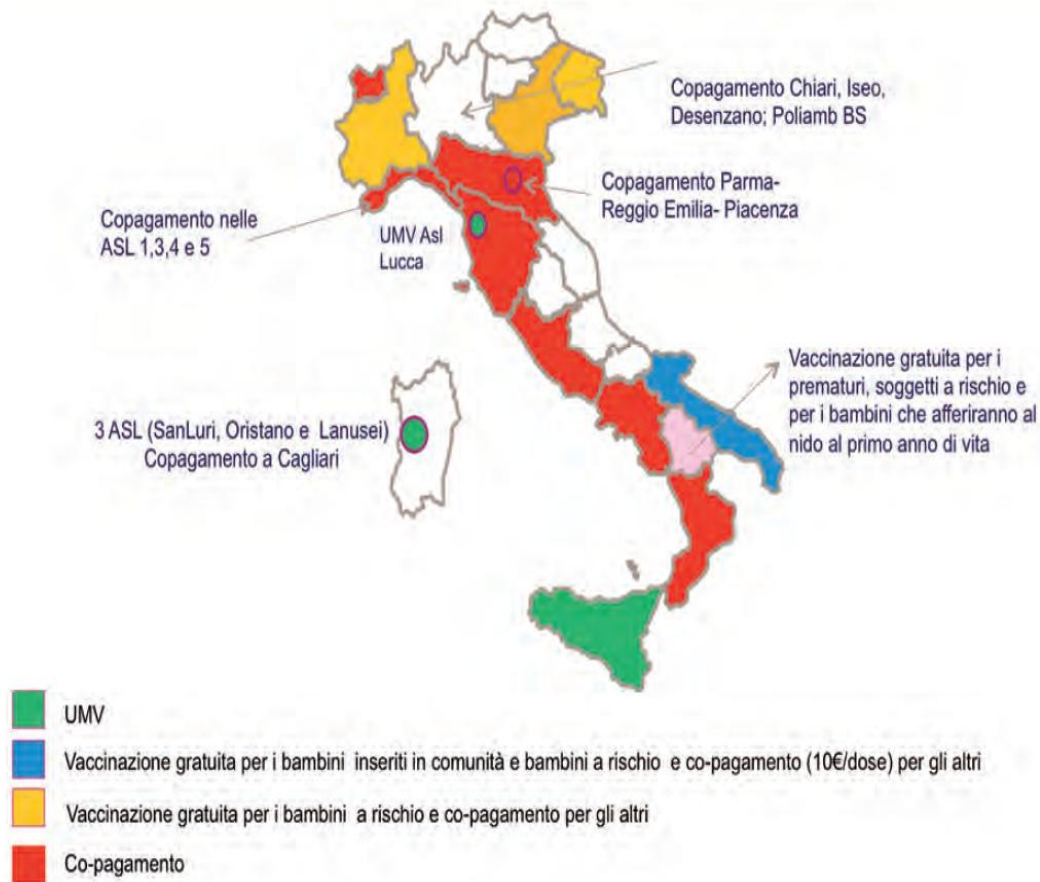 Copagamento Chiari, Iseo,
Desenzano; Poliamb BS
Copagamento Parma-
Reggio Emilia- Piacenza
Copagamento nelle
ASL 1,3,4 e 5
UMV Asl
Lucca
Vaccinazione gratuita per i
prematuri, soggetti a rischio e
per i bambini che afferiranno al
nido al primo anno di vita
3 ASL (SanLuri, Oristano e Lanusei)
Copagamento a Cagliari
UMV
Vaccinazione gratuita per i bambini inseriti in comunità e bambini a rischio e co-pagamento (10€/dose) per gli altri
Vaccinazione gratuita per i bambini a rischio e co-pagamento per gli altri
Co-pagamento